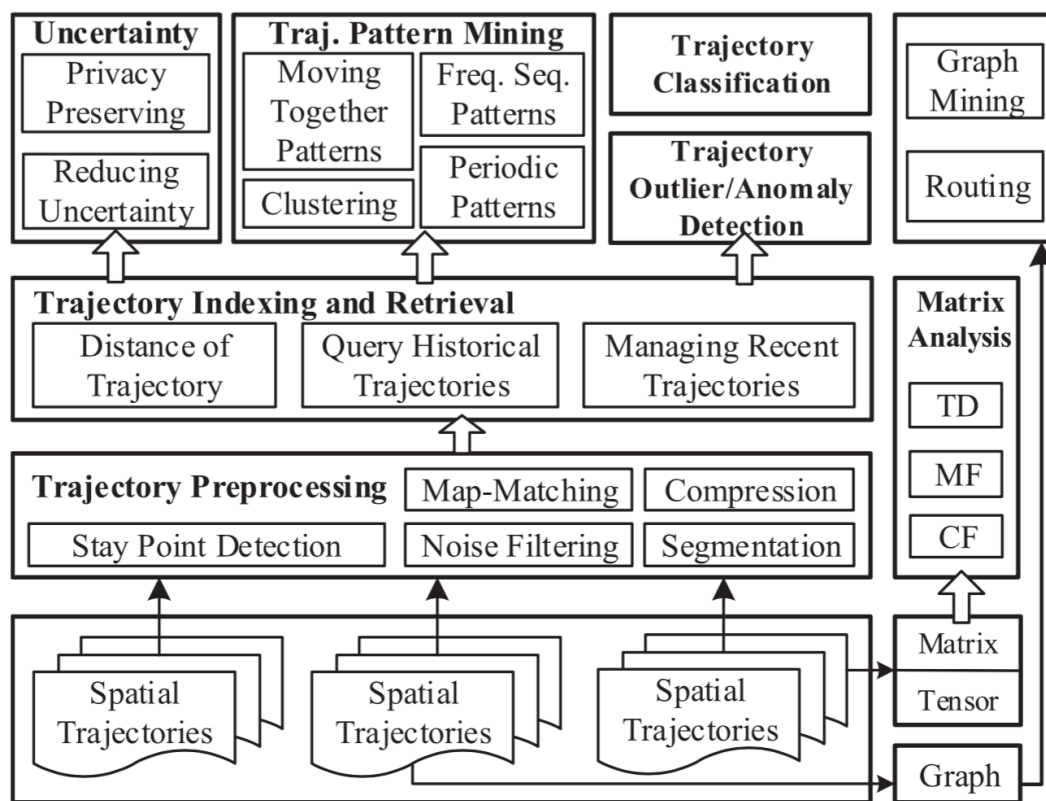 Uncertainty
Privacy
Preserving
Reducing
Uncertainty
Traj. Pattern Mining
Moving
Together
Patterns
Clustering
Freq. Seq.
Patterns
Periodic
Patterns
Trajectory
Classification
Trajectory
Outlier/Anomaly
Detection
Graph
Mining
Routing
Trajectory Indexing and Retrieval
Distance of
Trajectory
Query Historical
Trajectories
Managing Recent
Trajectories
Matrix
Analysis
TD
MF
CF
Trajectory Preprocessing
Map-Matching
Compression
Stay Point Detection
Noise Filtering
Segmentation
Spatial
Trajectories
Spatial
Trajectories
Spatial
Trajectories
Matrix
Tensor
Graph